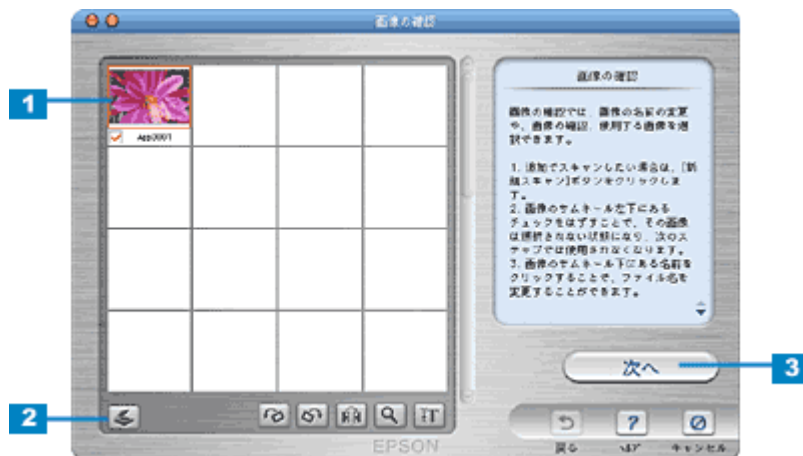 画像の確認
1
App0001
画像の確認
画像の確認では、画像の名前の変更
や、画像の確認、使用する画像を選
択できます。
1. 追加でスキャンしたい場合は、[新
規スキャン]ボタンをクリックしま
す。
2. 画像のサムネール左下にある
チェックをはずすことで、その画像
は選択されない状態になり、次のス
テップでは使用されなくなります。
3. 画像のサムネール下にある名前を
クリックすることで、ファイル名を
変更することができます。
次へ
3
2
EPSON
戻る
ヘルプ
キャンセル